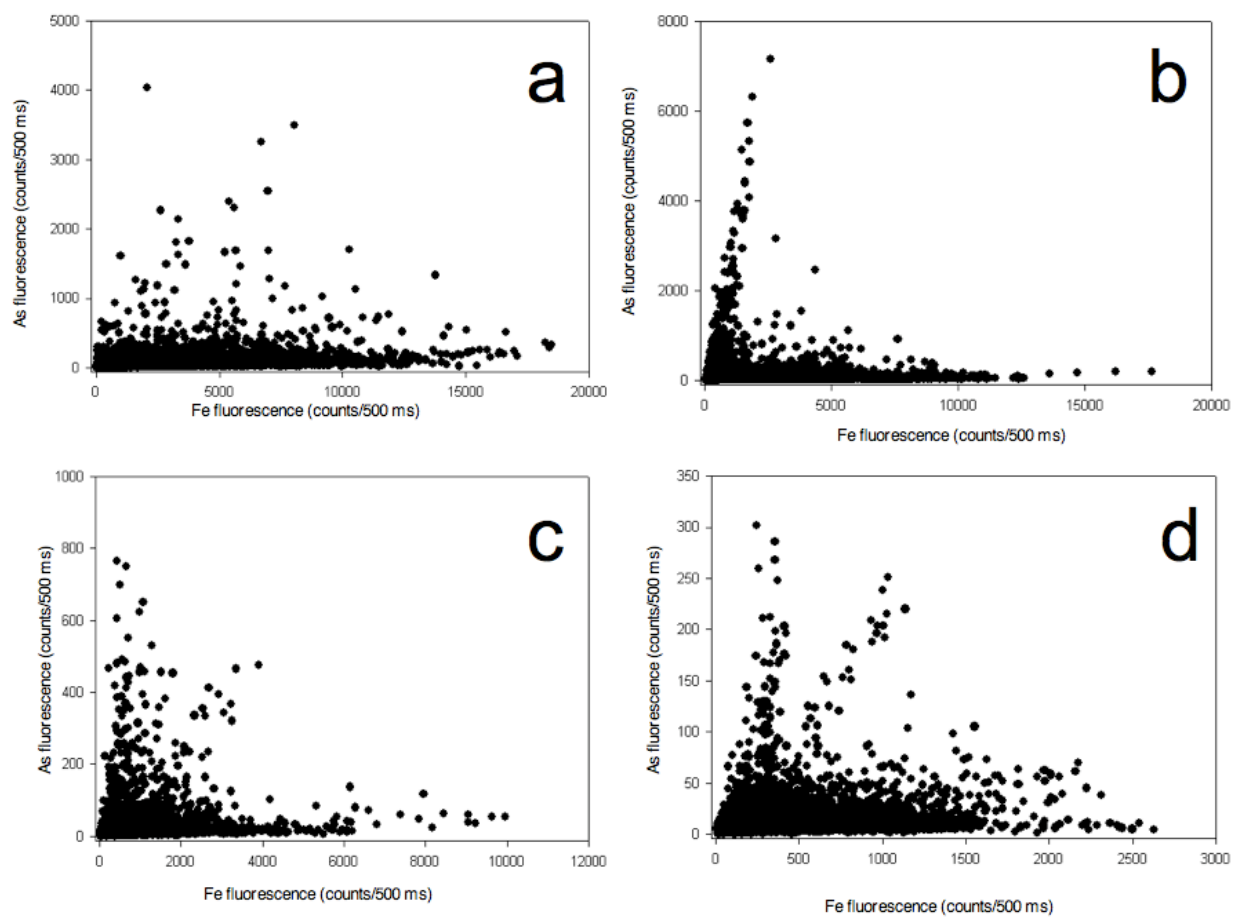 a
5000
4000
3000
2000
1000
0
As fluorescence (counts/500 ms)
0 5000 10000 15000 20000
Fe fluorescence (counts/500 ms)
b
8000
6000
4000
2000
0
As fluorescence (counts/500 ms)
0 5000 10000 15000 20000
Fe fluorescence (counts/500 ms)
c
1000
800
600
400
200
0
As fluorescence (counts/500 ms)
0 2000 4000 6000 8000 10000 12000
Fe fluorescence (counts/500 ms)
d
350
300
250
200
150
100
50
0
As fluorescence (counts/500 ms)
0 500 1000 1500 2000 2500 3000
Fe fluorescence (counts/500 ms)